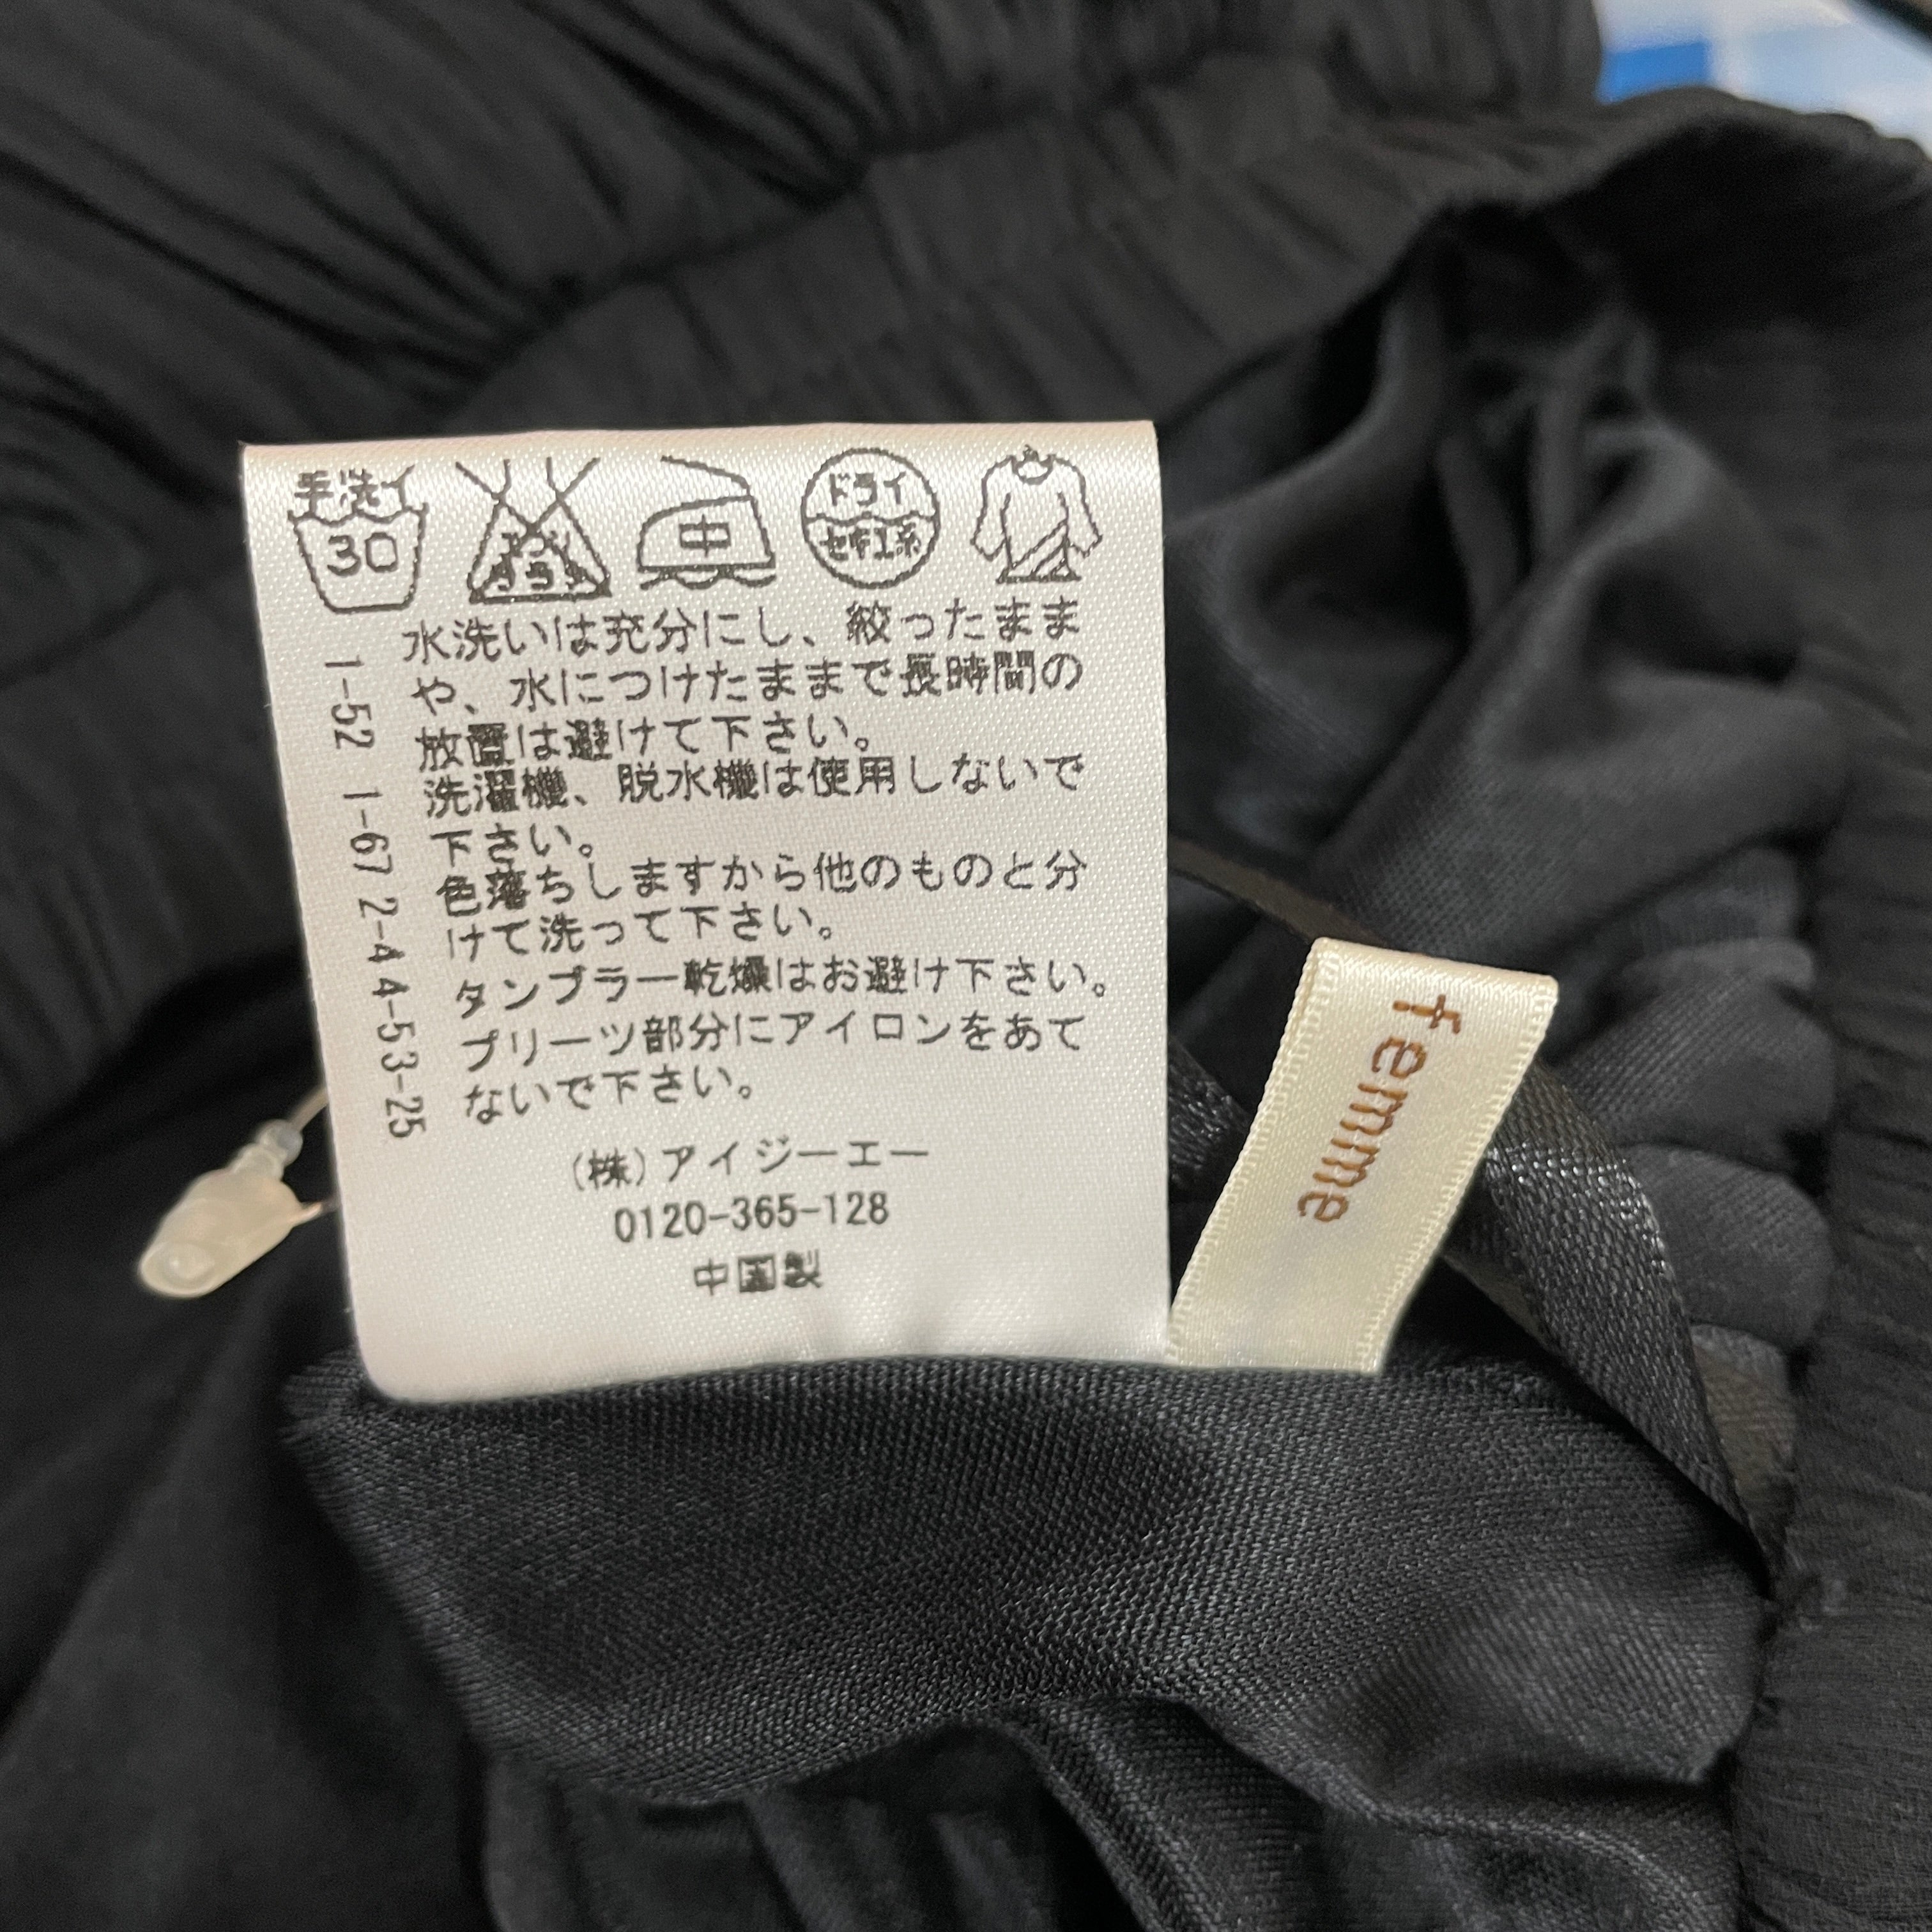 手洗イ
30
エンソ
サラシ
中
ドライ
セキユ系
水洗いは充分にし、絞ったまま
や、水につけたままで長時間の
放置は避けて下さい。
洗濯機、脱水機は使用しないで
下さい。
色落ちしますから他のものと分
けて洗って下さい。
タンブラー乾燥はお避け下さい。
プリーツ部分にアイロンをあて
ないで下さい。
1-52 1-67 2-4 4-53-25
(株)アイジーエー
0120-365-128
中国製
femme